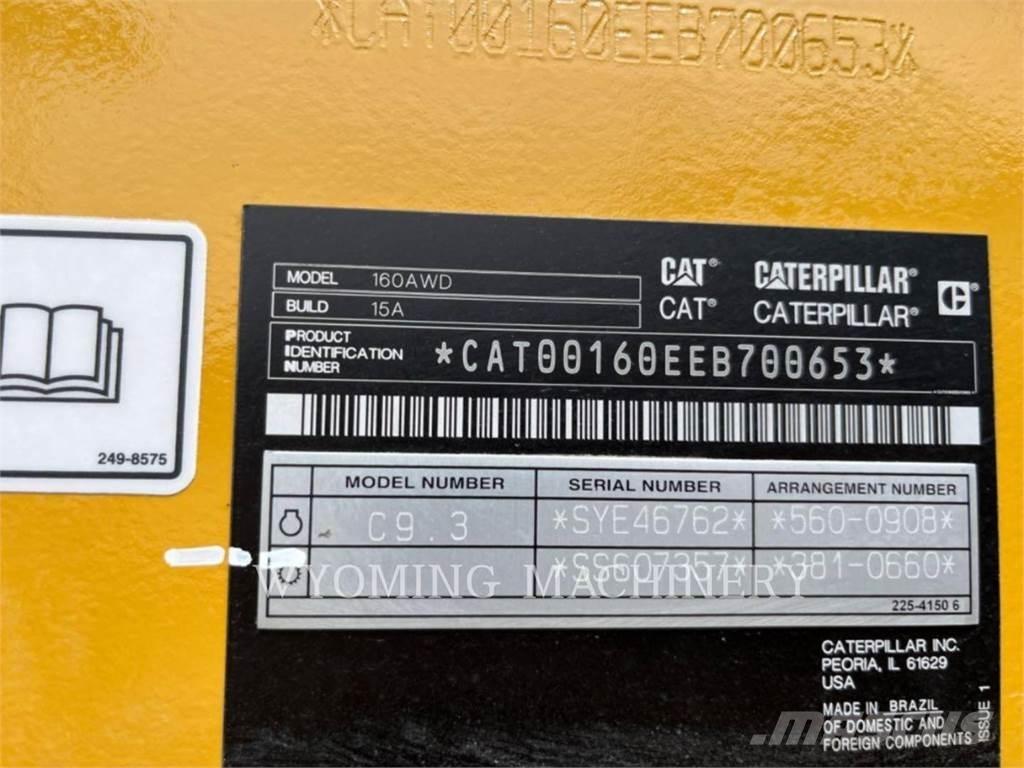 *CAT00160EEB700653*
249-8575
MODEL 160AWD
BUILD 15A
CAT® CATERPILLAR®
CAT® CATERPILLAR®
PRODUCT
IDENTIFICATION
NUMBER
*CAT00160EEB700653*
MODEL NUMBER SERIAL NUMBER ARRANGEMENT NUMBER
C9.3 *SYE46762* *560-0908*
*SS607357* *381-0660*
WYOMING MACHINERY
225-4150 6
CATERPILLAR INC.
PEORIA, IL 61629
USA
MADE IN BRAZIL
OF DOMESTIC AND
FOREIGN COMPONENTS
ISSUE 1
MASCUS